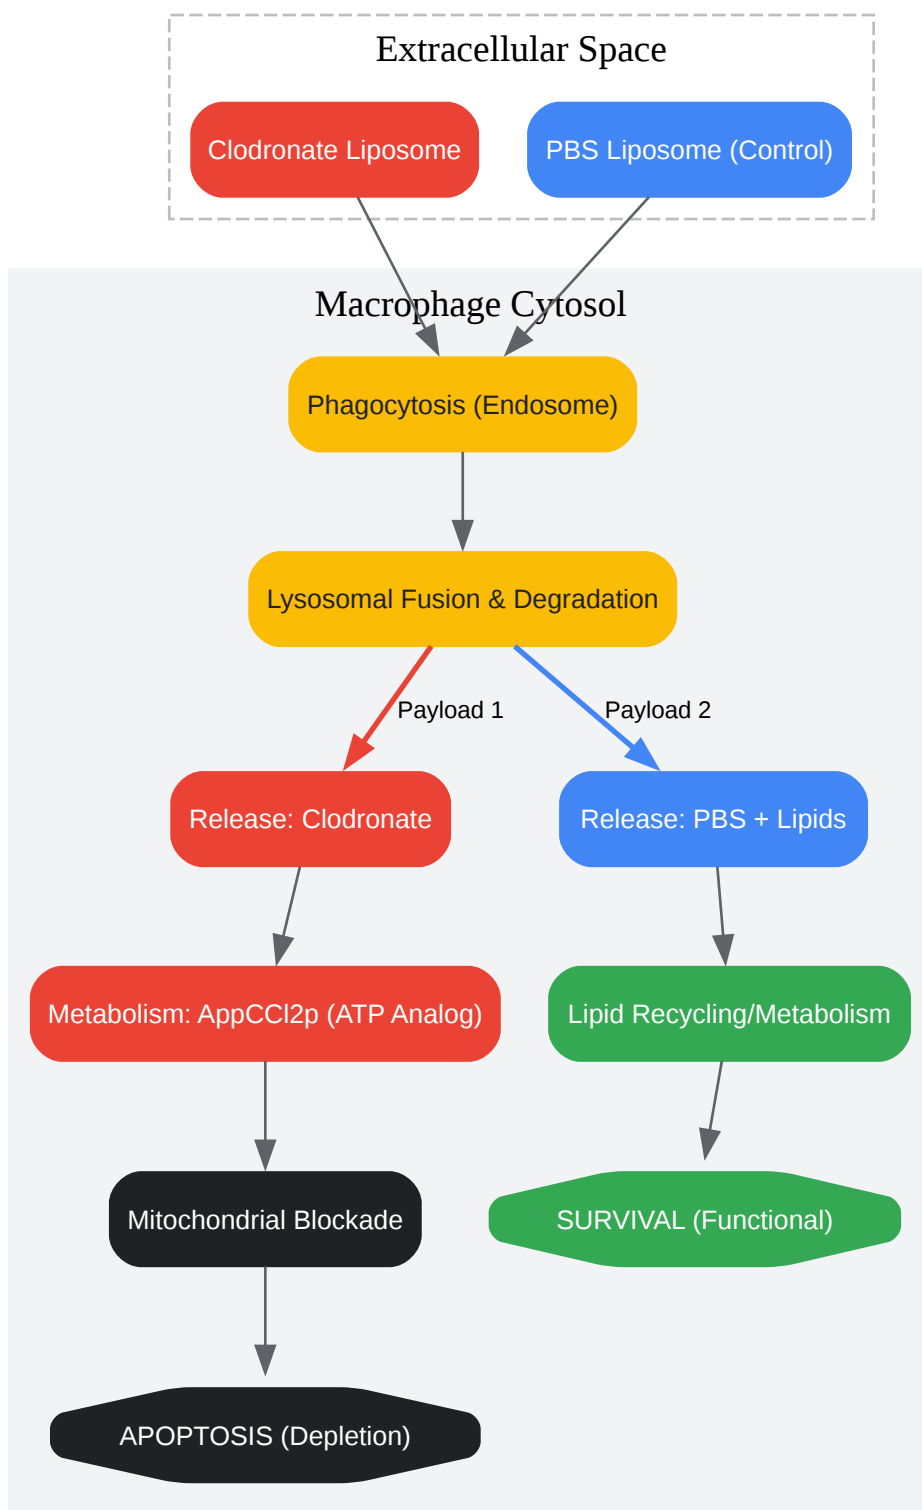 Extracellular Space
Clodronate Liposome
PBS Liposome (Control)
Macrophage Cytosol
Phagocytosis (Endosome)
Lysosomal Fusion & Degradation
Payload 1
Payload 2
Release: Clodronate
Release: PBS + Lipids
Metabolism: AppCCl2p (ATP Analog)
Lipid Recycling/Metabolism
Mitochondrial Blockade
SURVIVAL (Functional)
APOPTOSIS (Depletion)